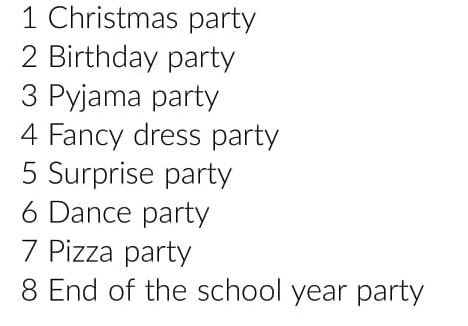 1 Christmas party
2 Birthday party
3 Pyjama party
4 Fancy dress party
5 Surprise party
6 Dance party
7 Pizza party
8 End of the school year party